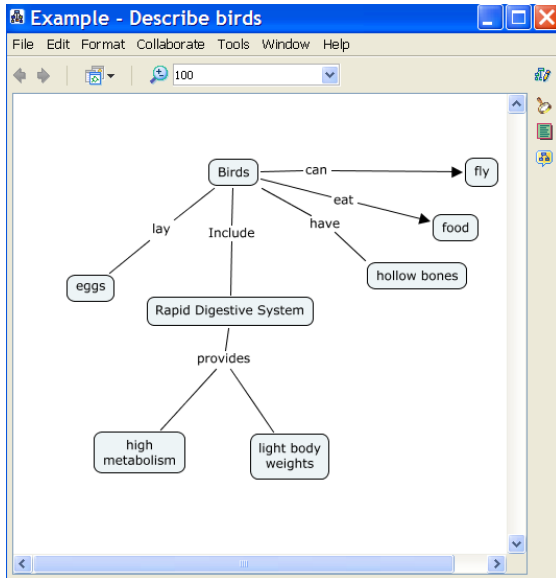 Example - Describe birds
File Edit Format Collaborate Tools Window Help
100
Birds
can
fly
eat
food
have
hollow bones
lay
eggs
Include
Rapid Digestive System
provides
high
metabolism
light body
weights